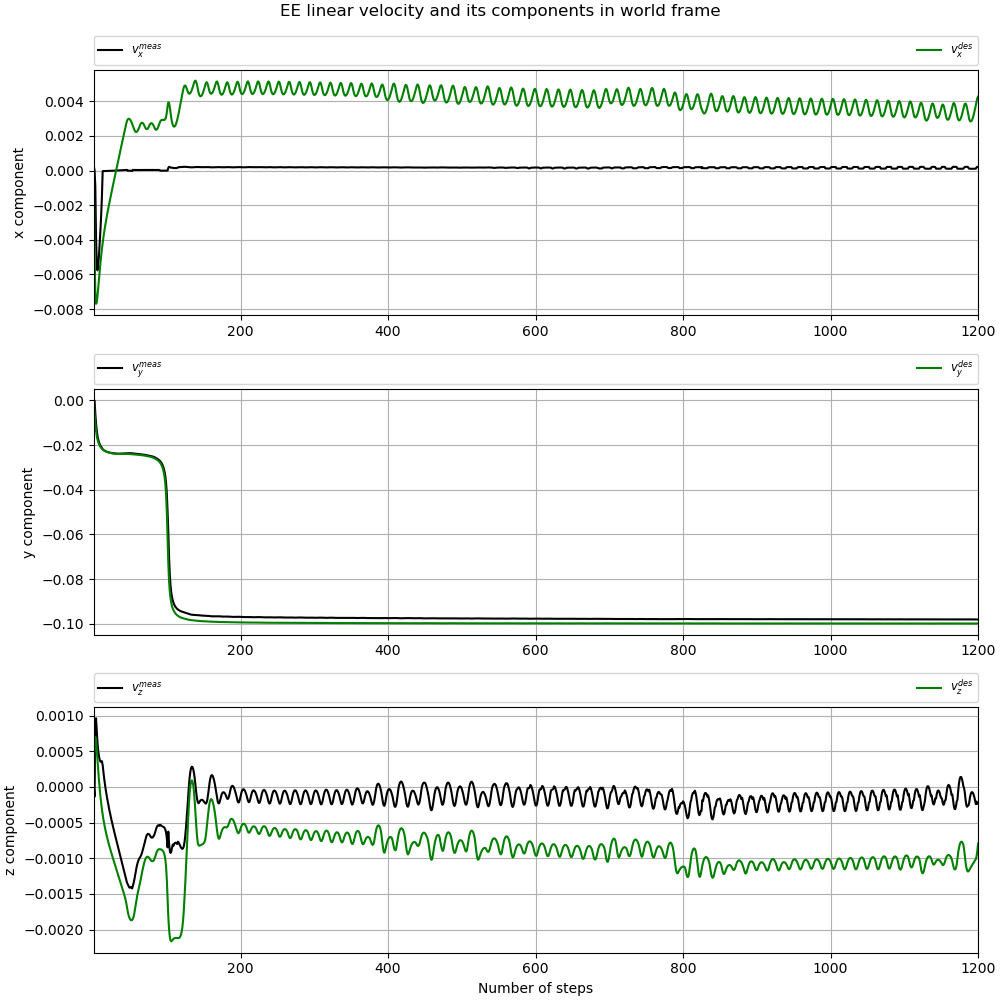 EE linear velocity and its components in world frame
v_x^meas v_x^des
x component
0.004
0.002
0.000
−0.002
−0.004
−0.006
−0.008
200 400 600 800 1000 1200
v_y^meas v_y^des
y component
0.00
−0.02
−0.04
−0.06
−0.08
−0.10
200 400 600 800 1000 1200
v_z^meas v_z^des
z component
0.0010
0.0005
0.0000
−0.0005
−0.0010
−0.0015
−0.0020
200 400 600 800 1000 1200
Number of steps